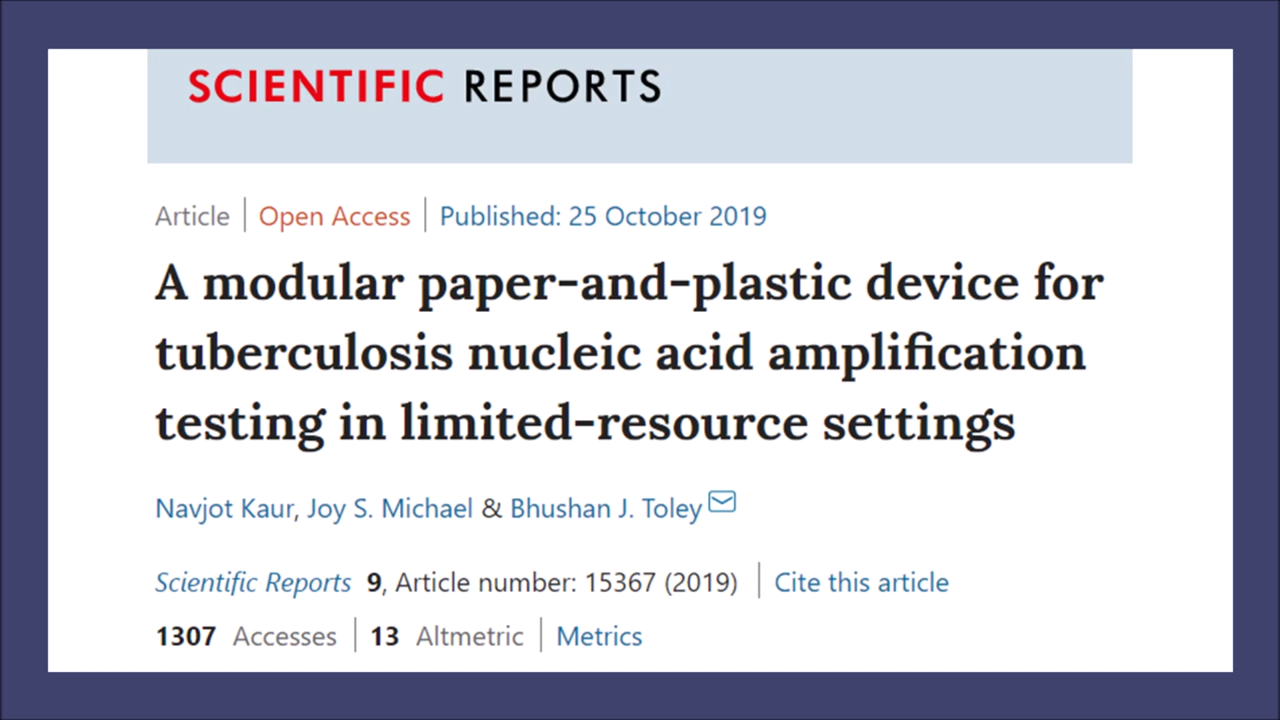 SCIENTIFIC REPORTS
Article | Open Access | Published: 25 October 2019
A modular paper-and-plastic device for
tuberculosis nucleic acid amplification
testing in limited-resource settings
Navjot Kaur, Joy S. Michael & Bhushan J. Toley
Scientific Reports 9, Article number: 15367 (2019) | Cite this article
1307 Accesses | 13 Altmetric | Metrics